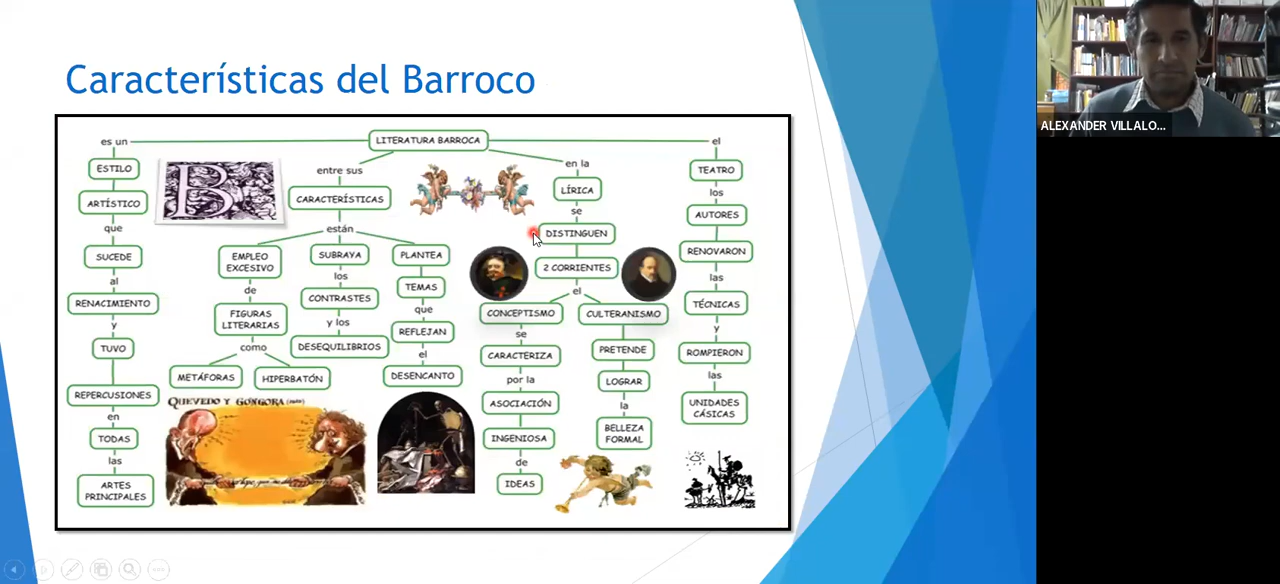 Características del Barroco
ALEXANDER VILLALO...
LITERATURA BARROCA
es un
ESTILO
ARTÍSTICO
que
SUCEDE
al
RENACIMIENTO
y
TUVO
REPERCUSIONES
en
TODAS
las
ARTES
PRINCIPALES
B
entre sus
CARACTERÍSTICAS
están
EMPLEO
EXCESIVO
de
FIGURAS
LITERARIAS
como
METÁFORAS
HIPERBATÓN
SUBRAYA
los
CONTRASTES
y los
DESEQUILIBRIOS
PLANTEA
TEMAS
que
REFLEJAN
el
DESENCANTO
QUEVEDO Y GÓNGORA
en la
LÍRICA
se
DISTINGUEN
2 CORRIENTES
el
CONCEPTISMO
se
CARACTERIZA
por la
ASOCIACIÓN
INGENIOSA
de
IDEAS
CULTERANISMO
PRETENDE
LOGRAR
la
BELLEZA
FORMAL
el
TEATRO
los
AUTORES
RENOVARON
las
TÉCNICAS
y
ROMPIERON
las
UNIDADES
CÁSICAS